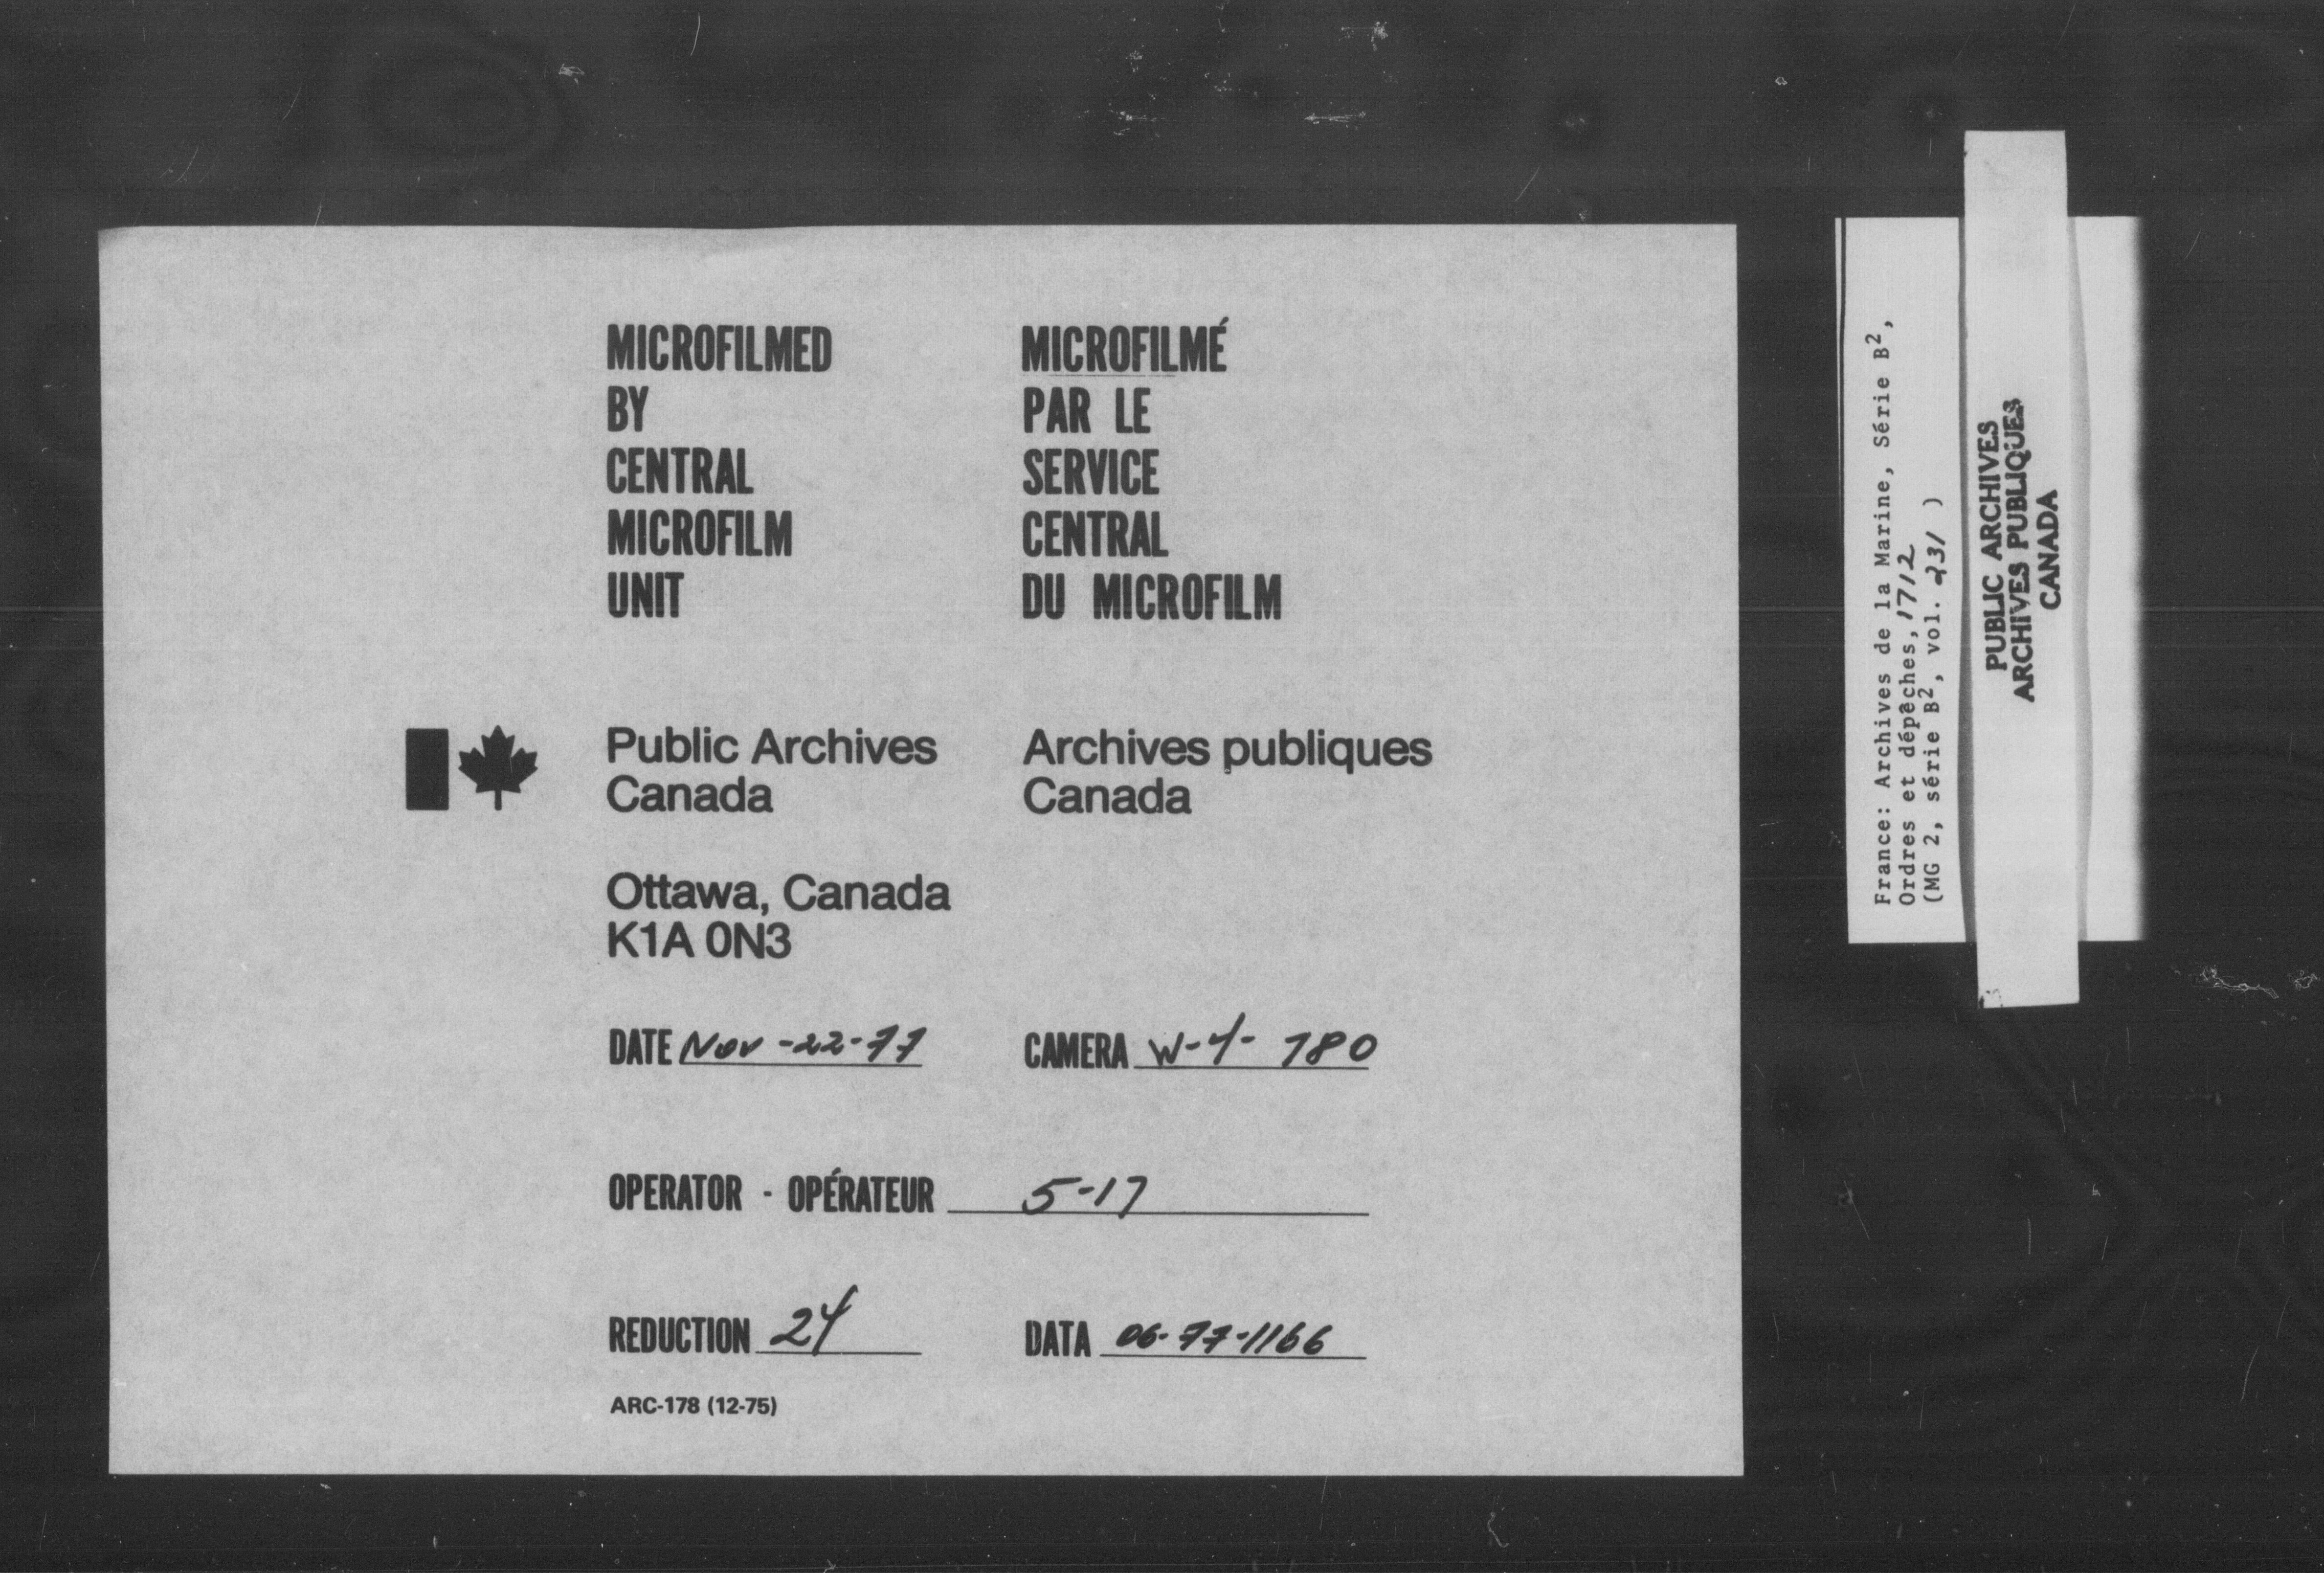 MICROFILMED
BY
CENTRAL
MICROFILM
UNIT
MICROFILMÉ
PAR LE
SERVICE
CENTRAL
DU MICROFILM
Public Archives
Canada
Archives publiques
Canada
Ottawa, Canada
K1A 0N3
DATE Nov-22-77
CAMERA W-4- 780
OPERATOR - OPÉRATEUR 5-17
REDUCTION 24
DATA 06-77-1166
ARC-178 (12-75)
France: Archives de la Marine, Série B²,
Ordres et dépêches, 1712
(MG 2, série B², vol. 231 )
PUBLIC ARCHIVES
ARCHIVES PUBLIQUES
CANADA